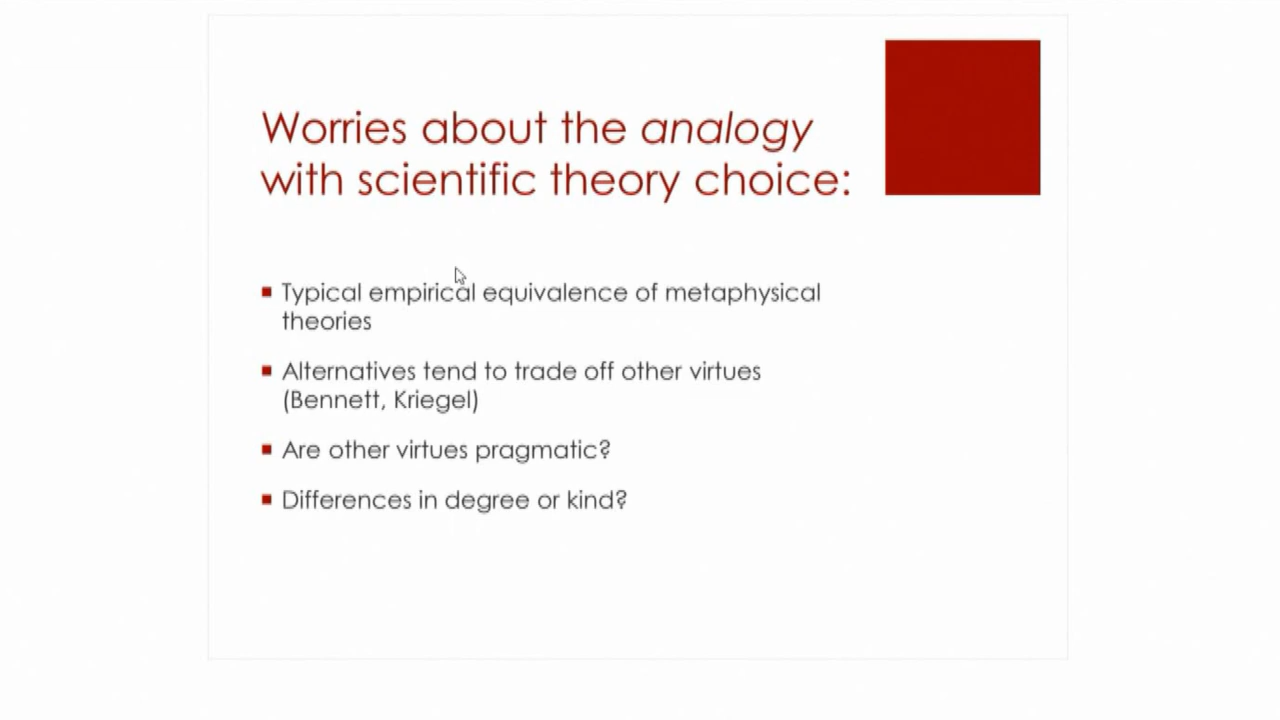 Worries about the analogy
with scientific theory choice:
Typical empirical equivalence of metaphysical
theories
Alternatives tend to trade off other virtues
(Bennett, Kriegel)
Are other virtues pragmatic?
Differences in degree or kind?